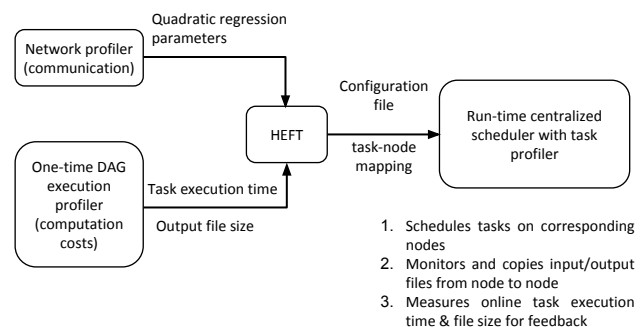 Quadratic regression
parameters
Network profiler
(communication)
Configuration
file
HEFT
task-node
mapping
Run-time centralized
scheduler with task
profiler
One-time DAG
execution
profiler
(computation
costs)
Task execution time
Output file size
1. Schedules tasks on corresponding
nodes
2. Monitors and copies input/output
files from node to node
3. Measures online task execution
time & file size for feedback